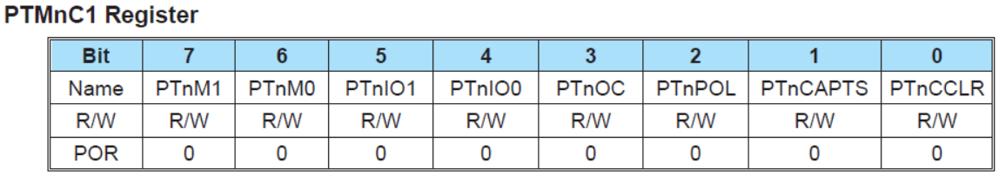 PTMnC1 Register
Bit 7 6 5 4 3 2 1 0
Name PTnM1 PTnM0 PTnIO1 PTnIO0 PTnOC PTnPOL PTnCAPTS PTnCCLR
R/W R/W R/W R/W R/W R/W R/W R/W R/W
POR 0 0 0 0 0 0 0 0